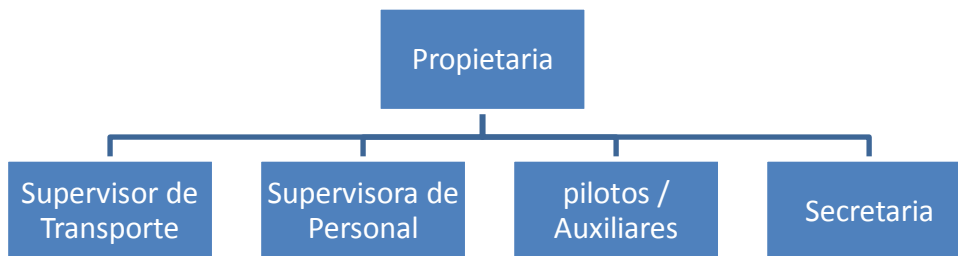 Propietaria
Supervisor de
Transporte
Supervisora de
Personal
pilotos /
Auxiliares
Secretaria